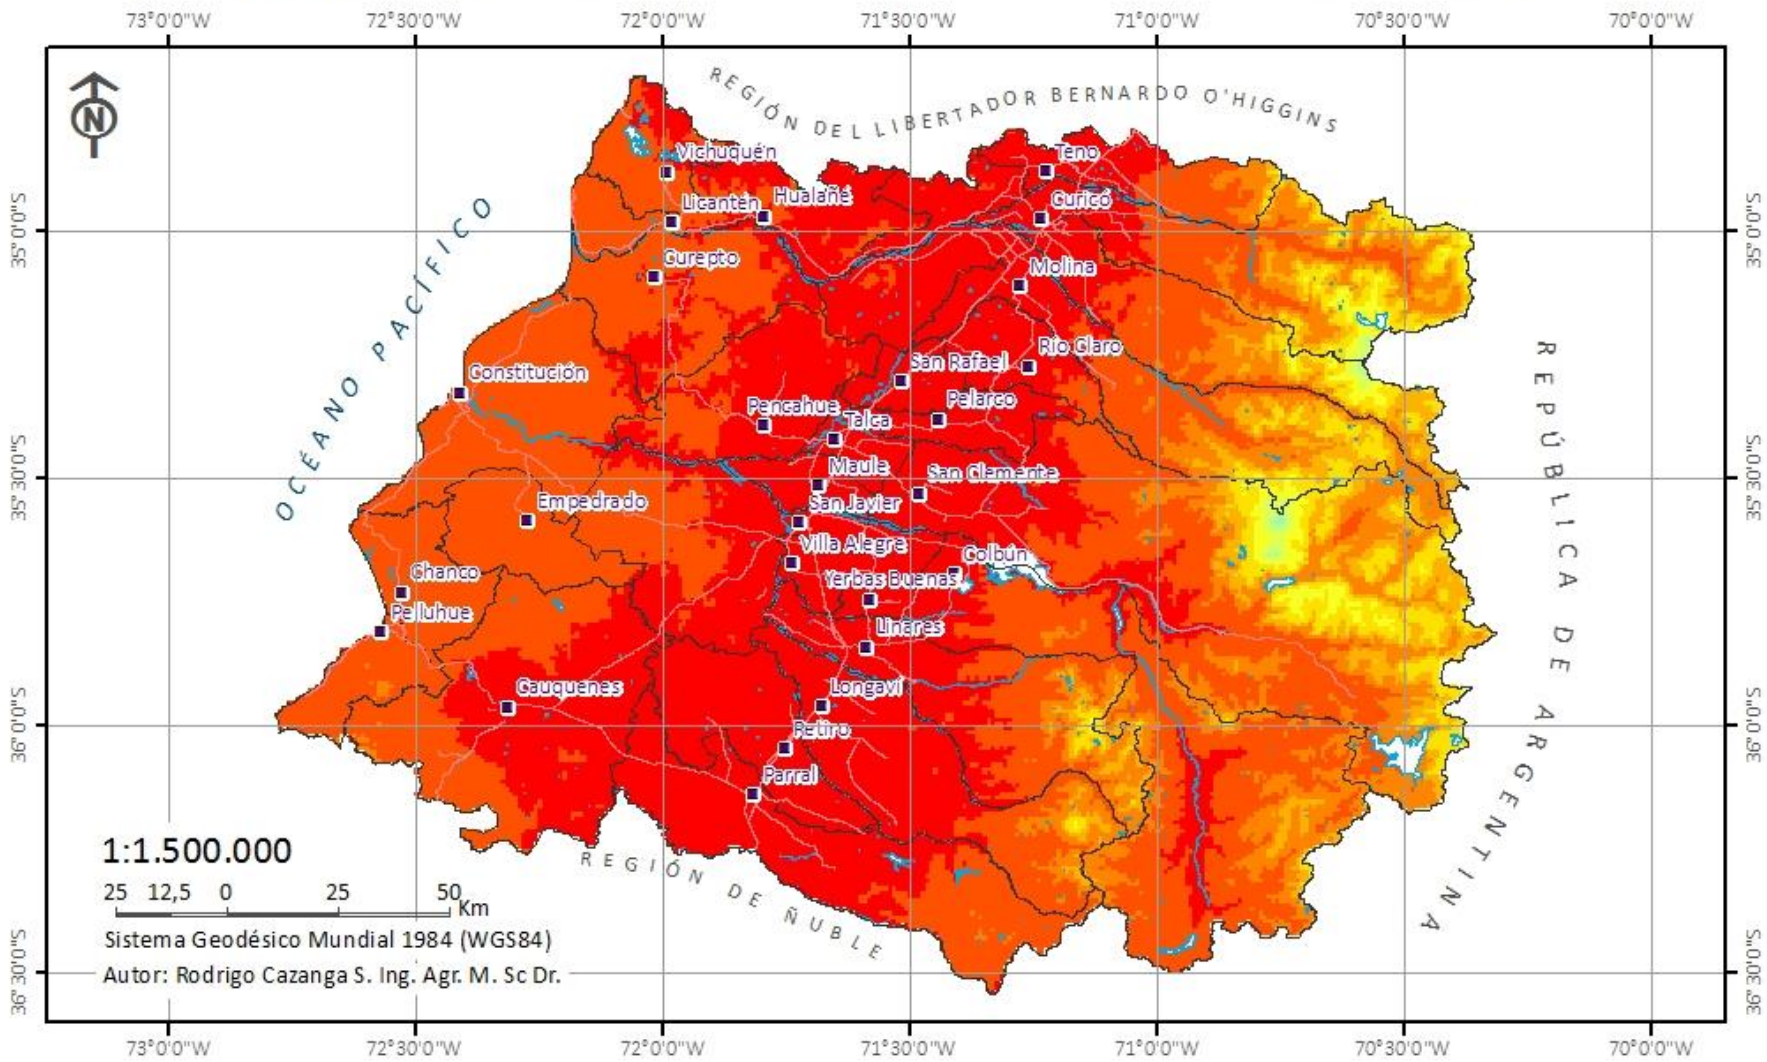 73°0'0"W 72°30'0"W 72°0'0"W 71°30'0"W 71°0'0"W 70°30'0"W 70°0'0"W
N
REGIÓN DEL LIBERTADOR BERNARDO O'HIGGINS
OCÉANO PACÍFICO
REPÚBLICA DE ARGENTINA
REGIÓN DE ÑUBLE
35°0'0"S
35°0'0"S
35°30'0"S
35°30'0"S
36°0'0"S
36°0'0"S
36°30'0"S
36°30'0"S
Vichuquén
Teno
Hualañé
Licantén
Curicó
Curepto
Molina
Río Claro
San Rafael
Constitución
Pelarco
Pencahue
Talca
Maule
San Clemente
Empedrado
San Javier
Villa Alegre
Colbún
Chanco
Yerbas Buenas
Pelluhue
Linares
Cauquenes
Longaví
Retiro
Parral
1:1.500.000
25 12,5 0 25 50
Km
Sistema Geodésico Mundial 1984 (WGS84)
Autor: Rodrigo Cazanga S. Ing. Agr. M. Sc Dr.
73°0'0"W 72°30'0"W 72°0'0"W 71°30'0"W 71°0'0"W 70°30'0"W 70°0'0"W